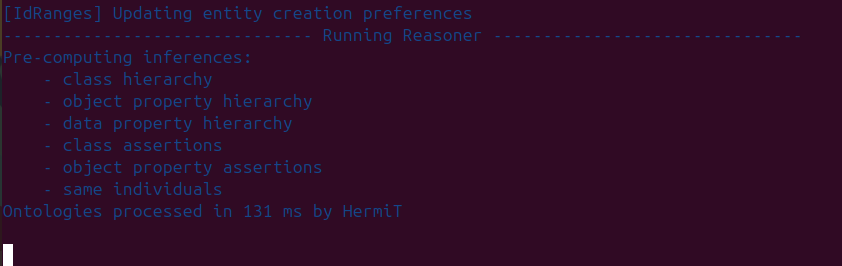 [IdRanges] Updating entity creation preferences
------------------------------- Running Reasoner -------------------------------
Pre-computing inferences:
    - class hierarchy
    - object property hierarchy
    - data property hierarchy
    - class assertions
    - object property assertions
    - same individuals
Ontologies processed in 131 ms by HermiT